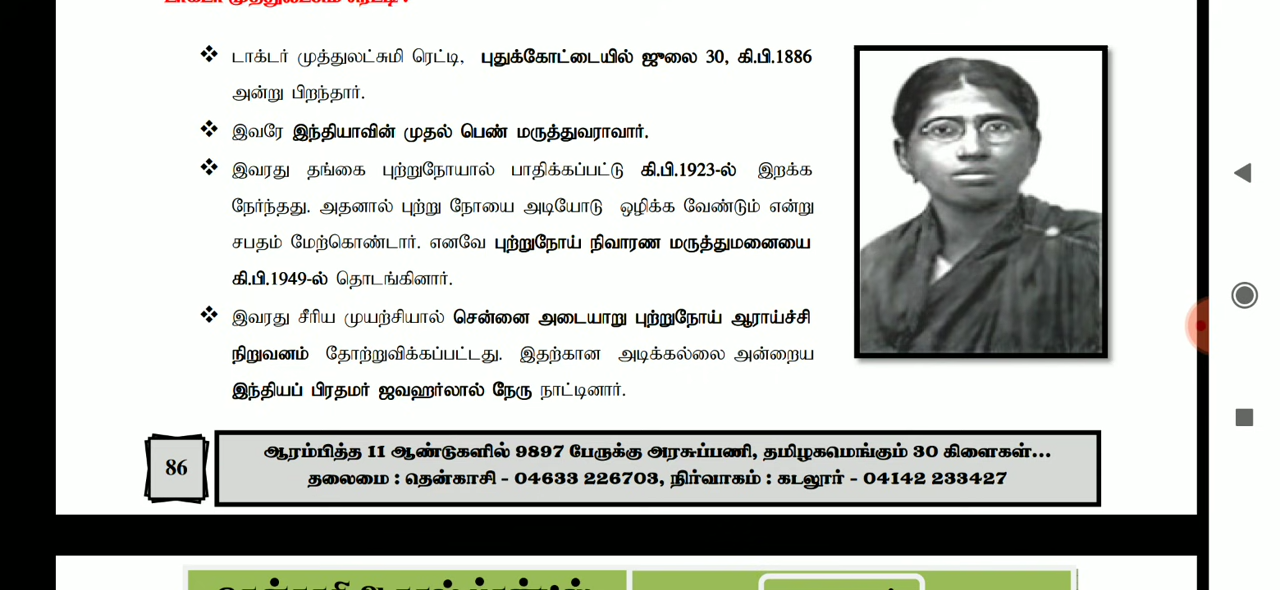 டாக்டர் முத்துலட்சுமி ரெட்டி :
❖ டாக்டர் முத்துலட்சுமி ரெட்டி, புதுக்கோட்டையில் ஜுலை 30, கி.பி.1886
அன்று பிறந்தார்.
❖ இவரே இந்தியாவின் முதல் பெண் மருத்துவராவார்.
❖ இவரது தங்கை புற்றுநோயால் பாதிக்கப்பட்டு கி.பி.1923-ல் இறக்க
நேர்ந்தது. அதனால் புற்று நோயை அடியோடு ஒழிக்க வேண்டும் என்று
சபதம் மேற்கொண்டார். எனவே புற்றுநோய் நிவாரண மருத்துமனையை
கி.பி.1949-ல் தொடங்கினார்.
❖ இவரது சீரிய முயற்சியால் சென்னை அடையாறு புற்றுநோய் ஆராய்ச்சி
நிறுவனம் தோற்றுவிக்கப்பட்டது. இதற்கான அடிக்கல்லை அன்றைய
இந்தியப் பிரதமர் ஜவஹர்லால் நேரு நாட்டினார்.
86
ஆரம்பித்த 11 ஆண்டுகளில் 9897 பேருக்கு அரசுப்பணி, தமிழகமெங்கும் 30 கிளைகள்...
தலைமை : தென்காசி - 04633 226703, நிர்வாகம் : கடலூர் - 04142 233427